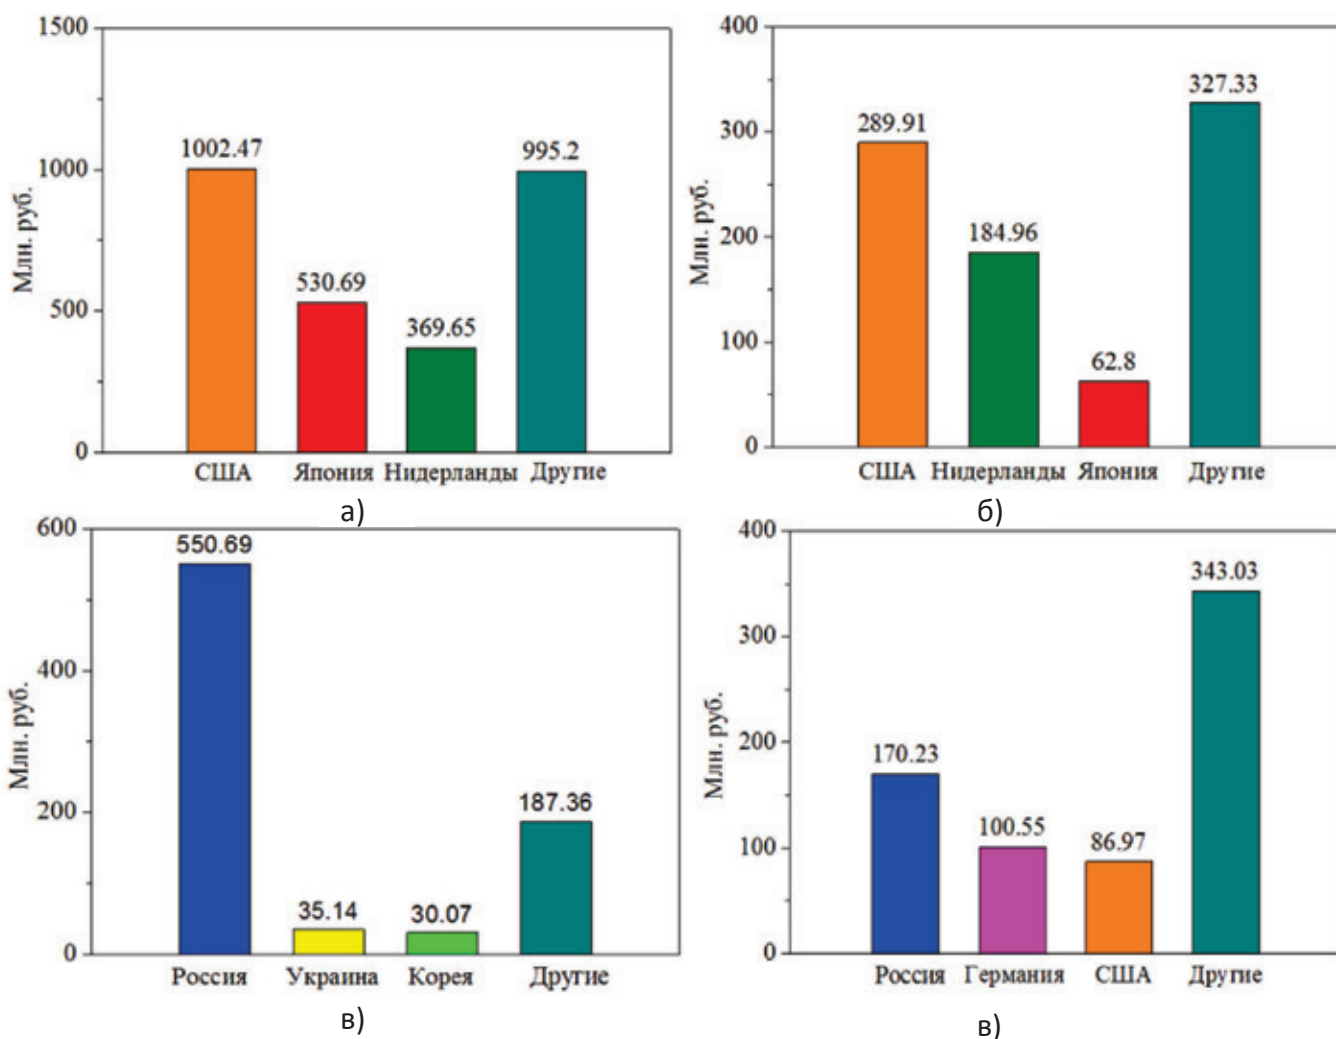 Млн. руб.
1500
1000
500
0
1002.47
530.69
369.65
995.2
США Япония Нидерланды Другие
а)
Млн. руб.
400
300
200
100
0
289.91
184.96
62.8
327.33
США Нидерланды Япония Другие
б)
Млн. руб.
600
400
200
0
550.69
35.14
30.07
187.36
Россия Украина Корея Другие
в)
Млн. руб.
400
300
200
100
0
170.23
100.55
86.97
343.03
Россия Германия США Другие
в)